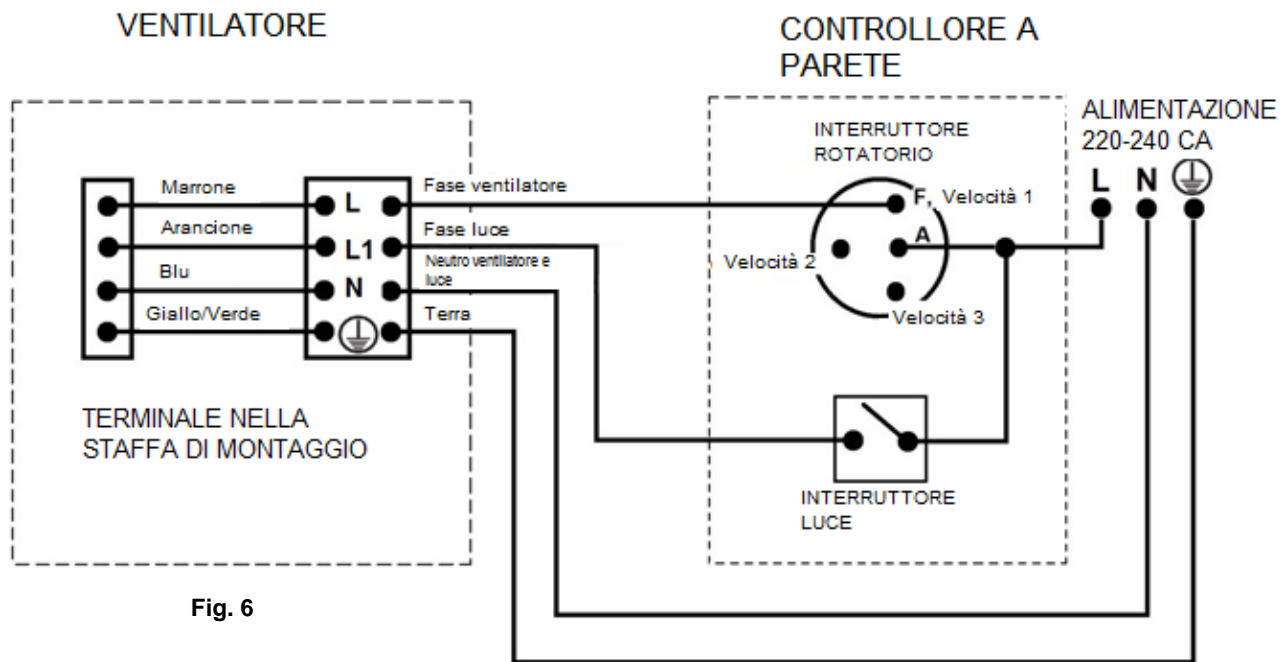 VENTILATORE
CONTROLLORE A
PARETE
ALIMENTAZIONE
220-240 CA
L N
INTERRUTTORE
ROTATORIO
Marrone
Arancione
Blu
Giallo/Verde
L
L1
N
Fase ventilatore
Fase luce
Neutro ventilatore e
luce
Terra
F, Velocità 1
A
Velocità 2
Velocità 3
TERMINALE NELLA
STAFFA DI MONTAGGIO
INTERRUTTORE
LUCE
Fig. 6